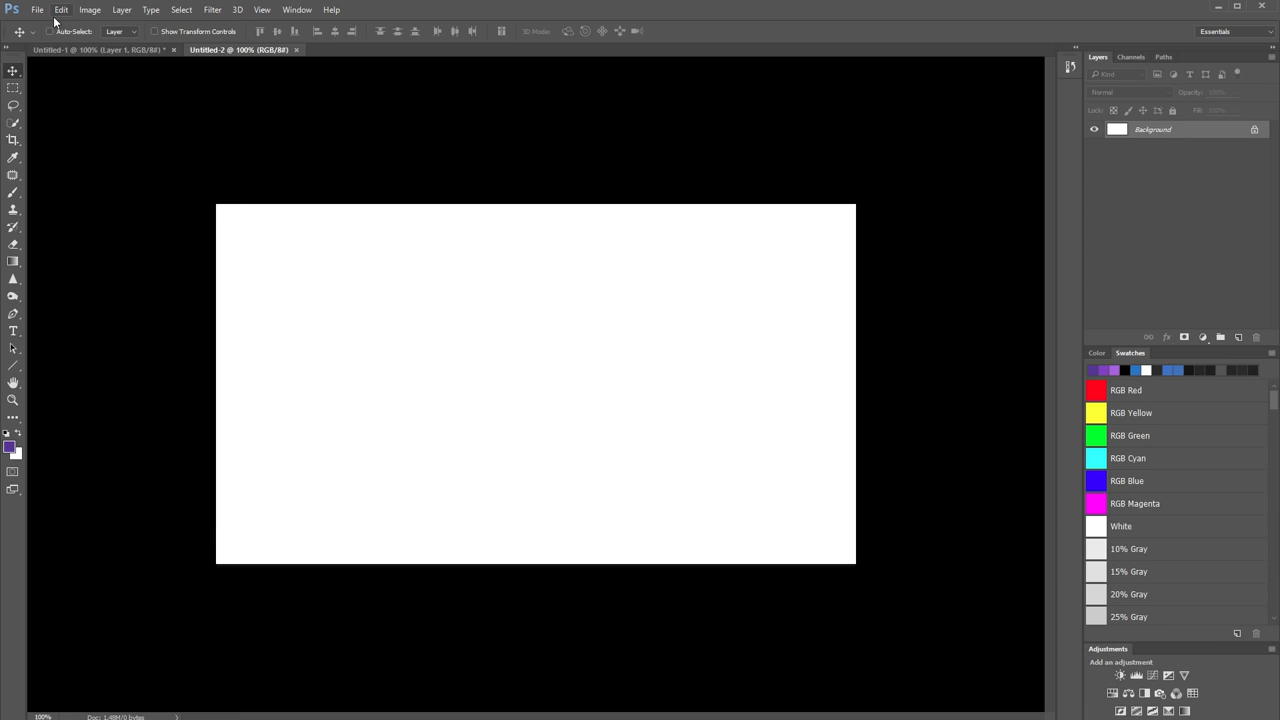 Ps File Edit Image Layer Type Select Filter 3D View Window Help
Auto-Select: Layer Show Transform Controls 3D Mode: Essentials
Untitled-1 @ 100% (Layer 1, RGB/8#) * × Untitled-2 @ 100% (RGB/8#) ×
Layers Channels Paths
Kind
Normal Opacity: 100%
Lock: Fill: 100%
Background
Color Swatches
RGB Red
RGB Yellow
RGB Green
RGB Cyan
RGB Blue
RGB Magenta
White
10% Gray
15% Gray
20% Gray
25% Gray
Adjustments
Add an adjustment
100% Doc: 1.48M/0 bytes